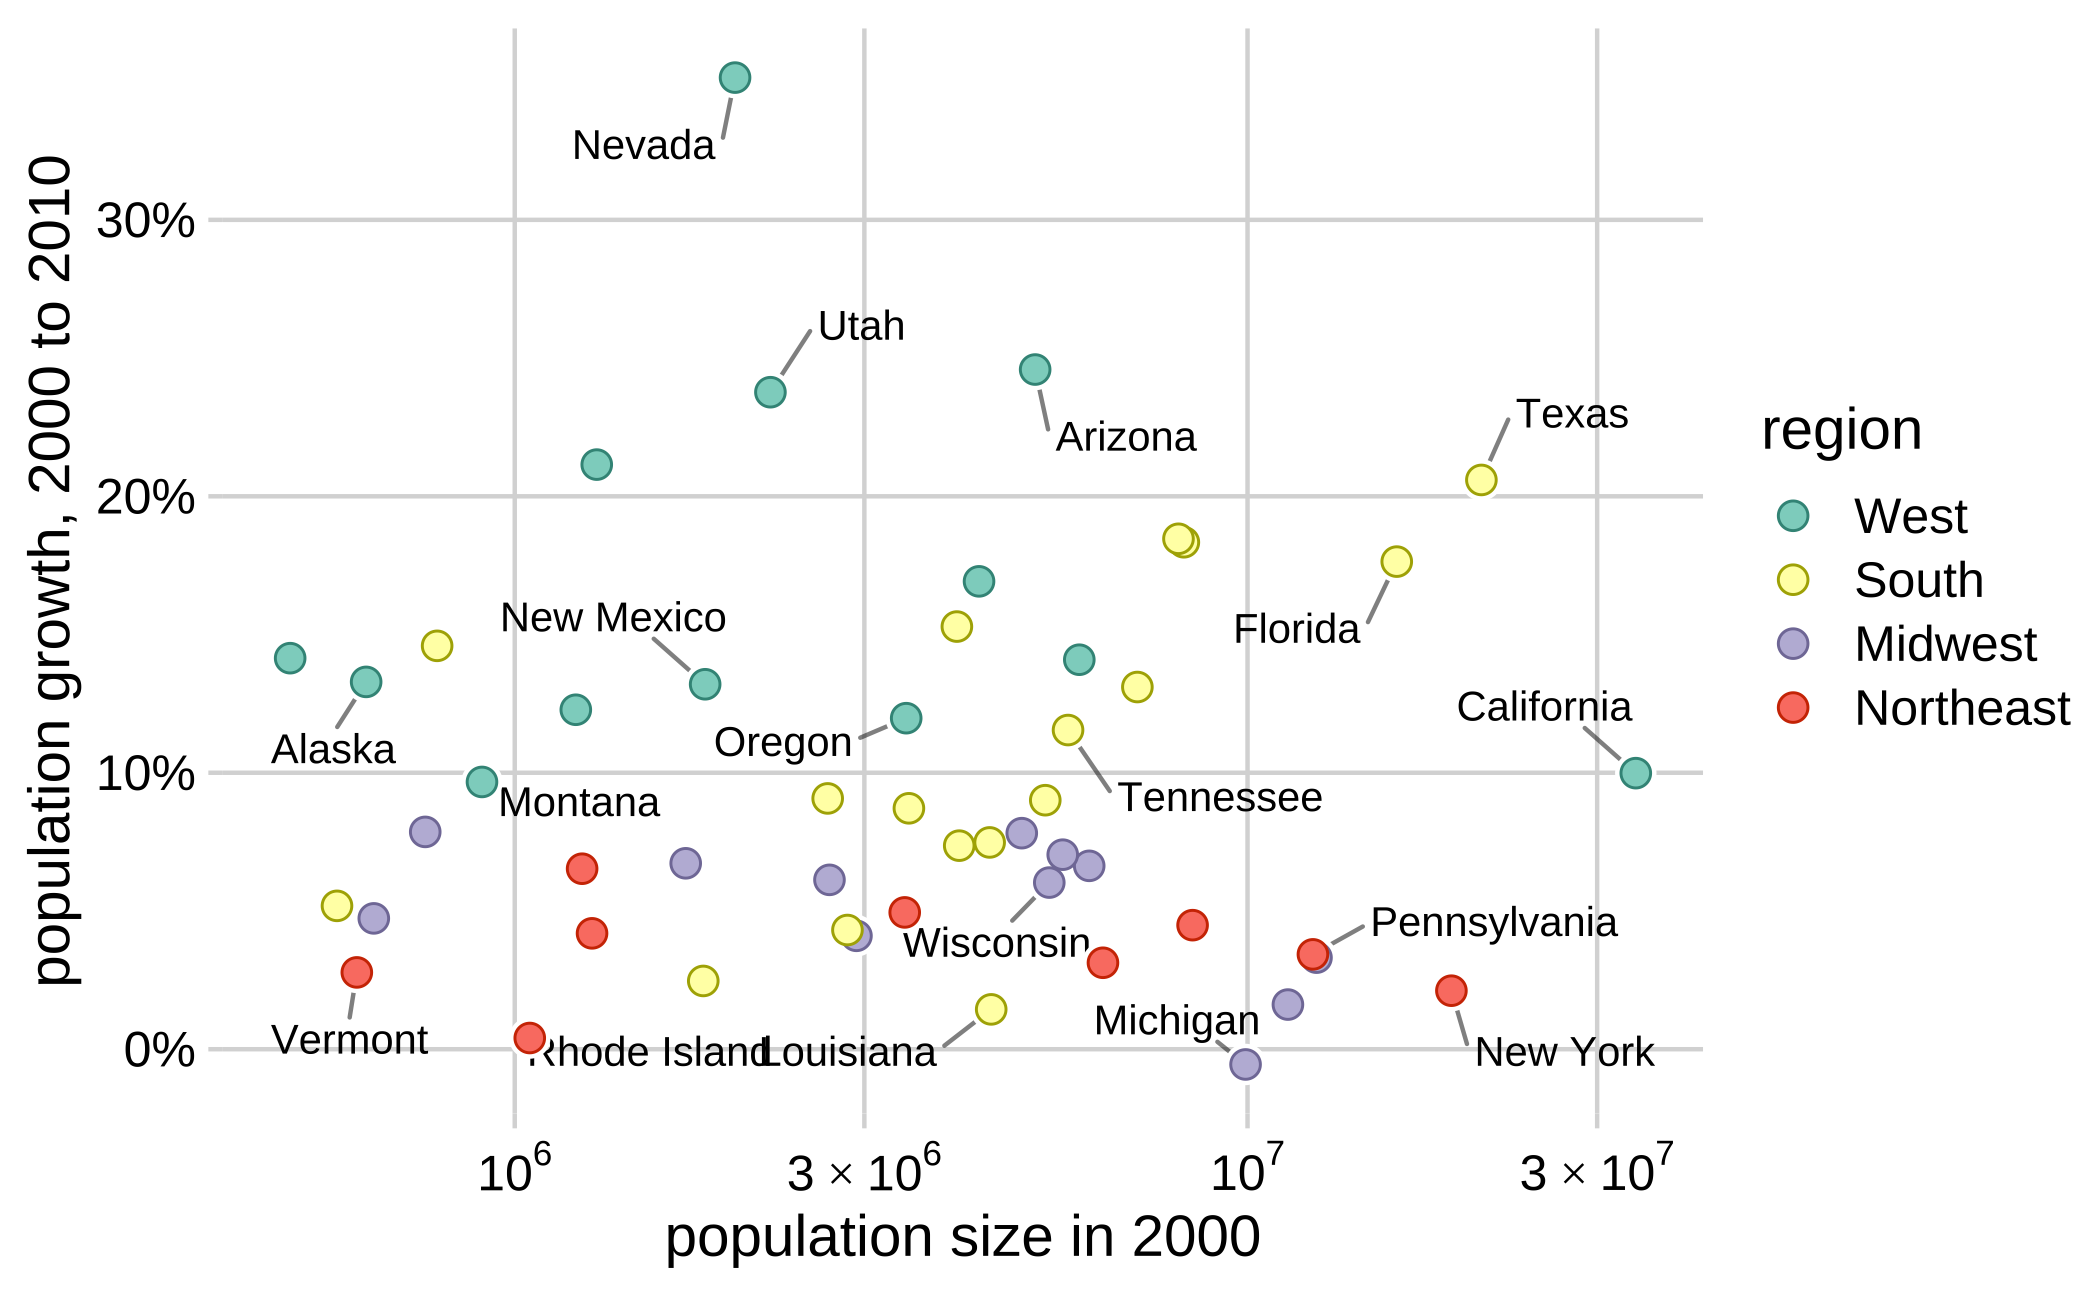 Nevada
30%
Utah
Arizona
Texas
20%
New Mexico
Florida
Alaska
Oregon
California
10%
Montana
Tennessee
Wisconsin
Pennsylvania
Vermont
Michigan
0%
Rhode Island
Louisiana
New York
10⁶
3 × 10⁶
10⁷
3 × 10⁷
population size in 2000
population growth, 2000 to 2010
region
West
South
Midwest
Northeast